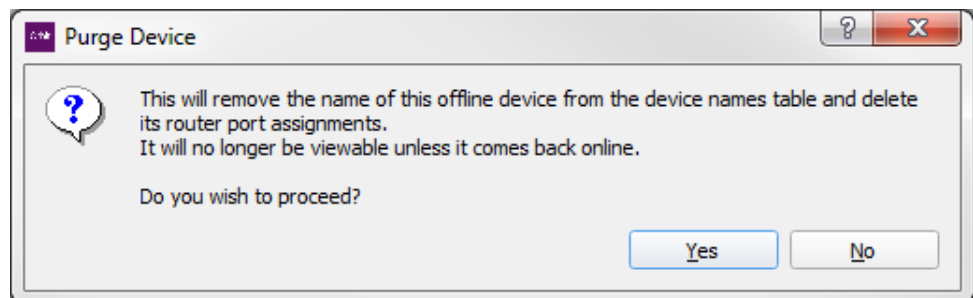 Purge Device
This will remove the name of this offline device from the device names table and delete
its router port assignments.
It will no longer be viewable unless it comes back online.
Do you wish to proceed?
Yes No